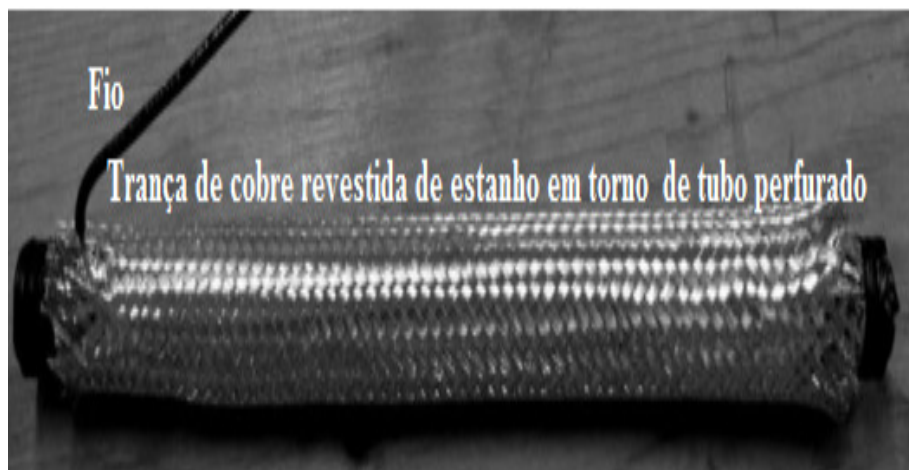 Fio
Trança de cobre revestida de estanho em torno de tubo perfurado